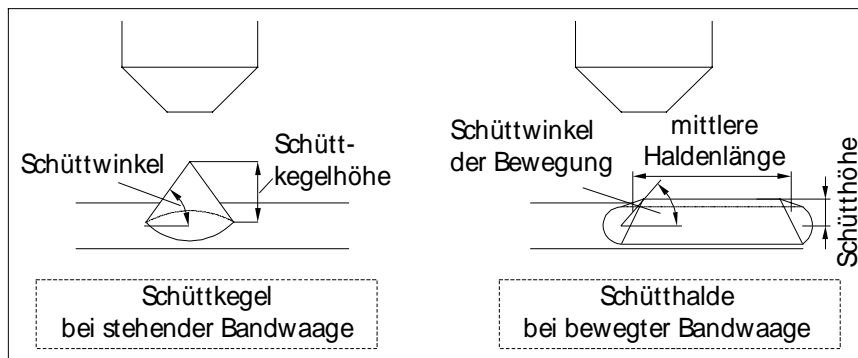 Schüttwinkel
Schütt-
kegelhöhe
Schüttkegel
bei stehender Bandwaage
Schüttwinkel
der Bewegung
mittlere
Haldenlänge
Schütthöhe
Schütthalde
bei bewegter Bandwaage